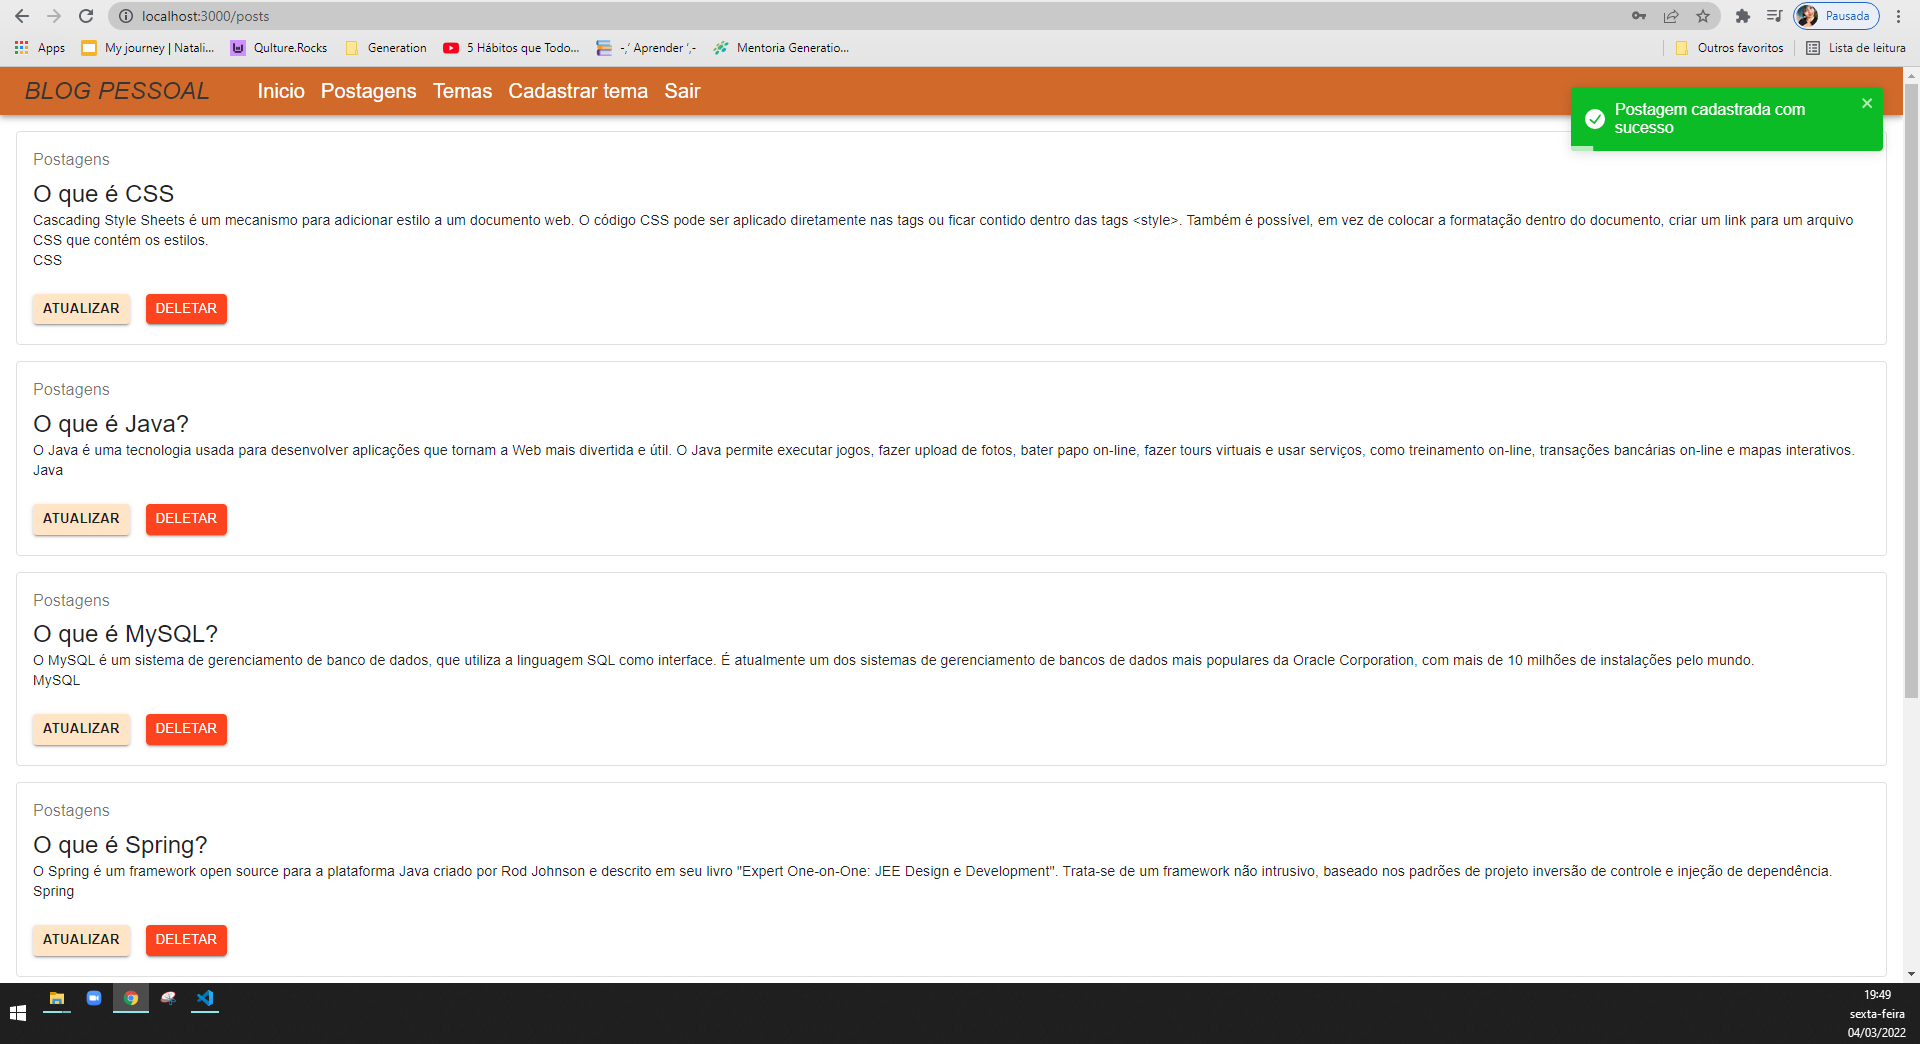 localhost:3000/posts
Pausada
Apps
My journey | Natali...
Qulture.Rocks
Generation
5 Hábitos que Todo...
-,' Aprender ',-
Mentoria Generatio...
Outros favoritos
Lista de leitura
BLOG PESSOAL
Inicio Postagens Temas Cadastrar tema Sair
Postagem cadastrada com
sucesso
Postagens
O que é CSS
Cascading Style Sheets é um mecanismo para adicionar estilo a um documento web. O código CSS pode ser aplicado diretamente nas tags ou ficar contido dentro das tags <style>. Também é possível, em vez de colocar a formatação dentro do documento, criar um link para um arquivo
CSS que contém os estilos.
CSS
ATUALIZAR DELETAR
Postagens
O que é Java?
O Java é uma tecnologia usada para desenvolver aplicações que tornam a Web mais divertida e útil. O Java permite executar jogos, fazer upload de fotos, bater papo on-line, fazer tours virtuais e usar serviços, como treinamento on-line, transações bancárias on-line e mapas interativos.
Java
ATUALIZAR DELETAR
Postagens
O que é MySQL?
O MySQL é um sistema de gerenciamento de banco de dados, que utiliza a linguagem SQL como interface. É atualmente um dos sistemas de gerenciamento de bancos de dados mais populares da Oracle Corporation, com mais de 10 milhões de instalações pelo mundo.
MySQL
ATUALIZAR DELETAR
Postagens
O que é Spring?
O Spring é um framework open source para a plataforma Java criado por Rod Johnson e descrito em seu livro "Expert One-on-One: JEE Design e Development". Trata-se de um framework não intrusivo, baseado nos padrões de projeto inversão de controle e injeção de dependência.
Spring
ATUALIZAR DELETAR
19:49
sexta-feira
04/03/2022